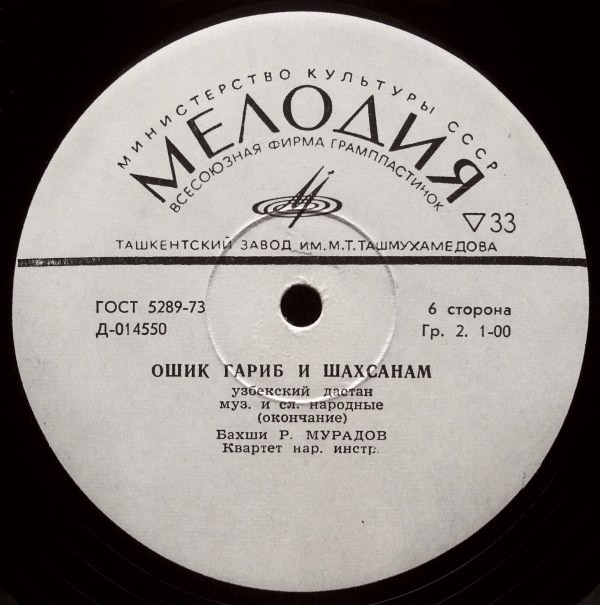 МИНИСТЕРСТВО КУЛЬТУРЫ СССР
МЕЛОДИЯ
ВСЕСОЮЗНАЯ ФИРМА ГРАМПЛАСТИНОК
▽33
ТАШКЕНТСКИЙ ЗАВОД ИМ.М.Т.ТАШМУХАМЕДОВА
ГОСТ 5289-73
6 сторона
Д-014550
Гр. 2. 1-00
ОШИК ГАРИБ И ШАХСАНАМ
узбекский дастан
муз. и сл. народные
(окончание)
Бахши Р. МУРАДОВ
Квартет нар. инстр.